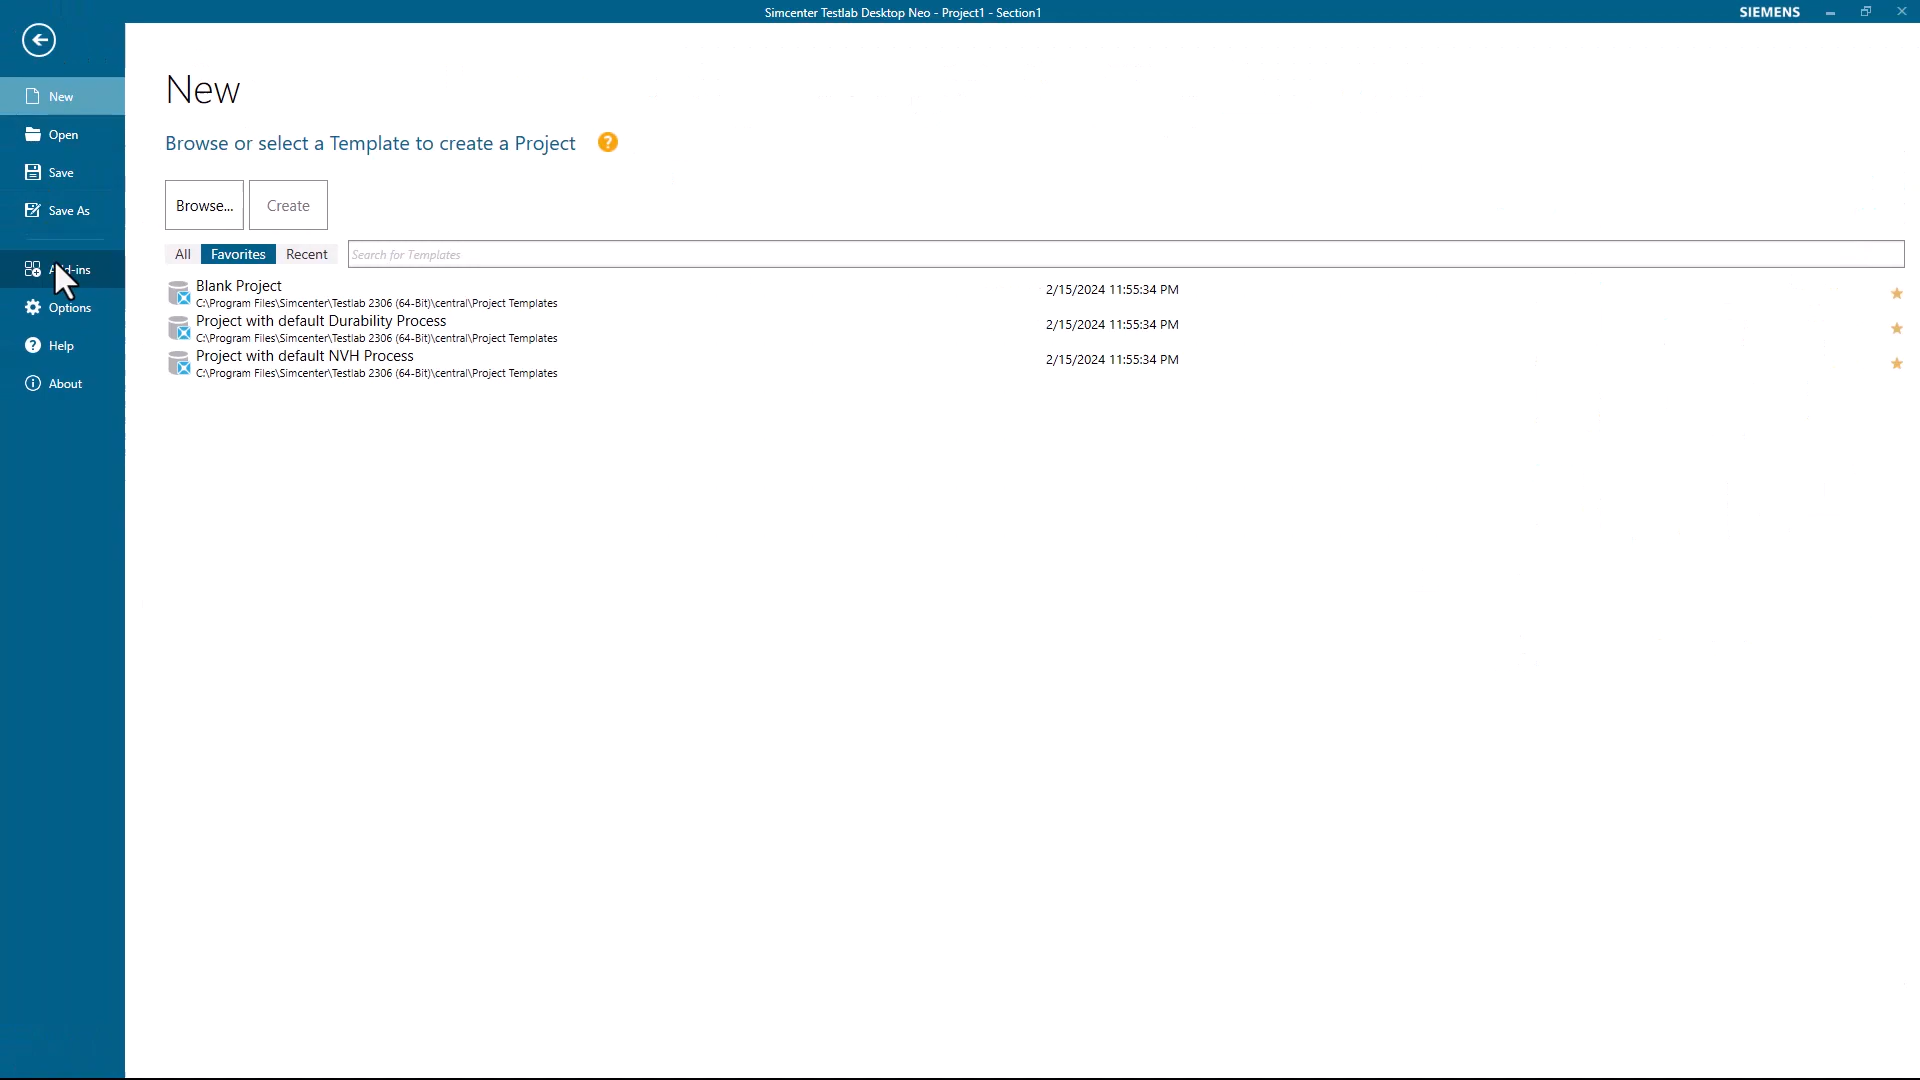 Simcenter Testlab Desktop Neo - Project1 - Section1
SIEMENS
New
Open
Save
Save As
Options
Help
About
New
Browse or select a Template to create a Project
?
Browse...
Create
All
Favorites
Recent
Search for Templates
Blank Project
2/15/2024 11:55:34 PM
C:\Program Files\Simcenter\Testlab 2306 (64-Bit)\central\Project Templates
Project with default Durability Process
2/15/2024 11:55:34 PM
C:\Program Files\Simcenter\Testlab 2306 (64-Bit)\central\Project Templates
Project with default NVH Process
2/15/2024 11:55:34 PM
C:\Program Files\Simcenter\Testlab 2306 (64-Bit)\central\Project Templates